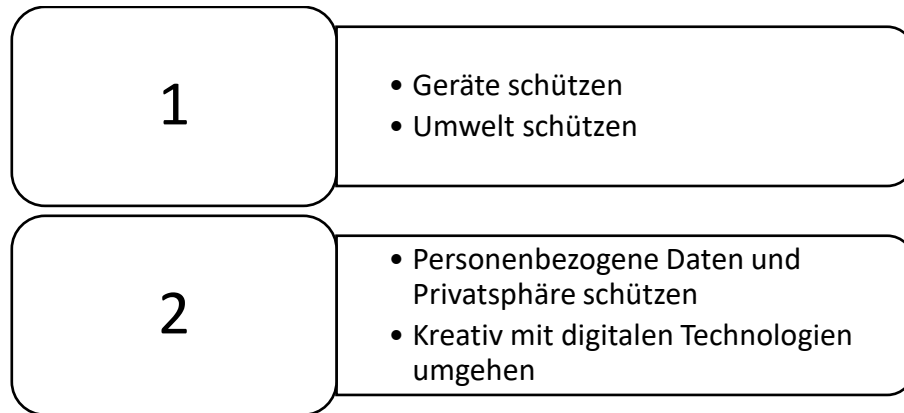 1
• Geräte schützen
• Umwelt schützen
2
• Personenbezogene Daten und
Privatsphäre schützen
• Kreativ mit digitalen Technologien
umgehen